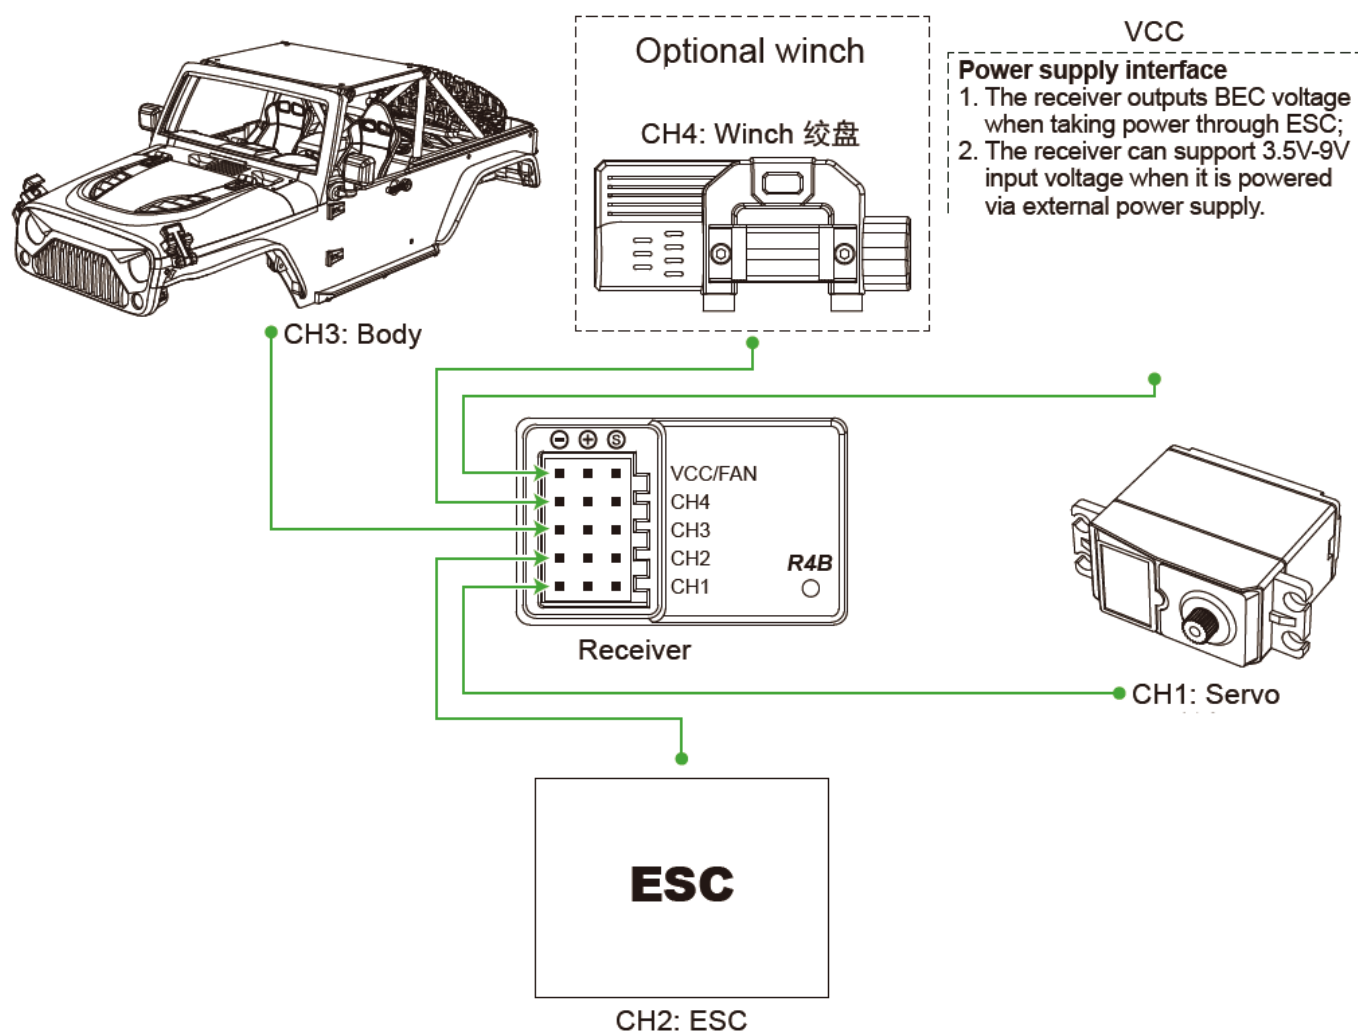 Optional winch
CH4: Winch 绞盘
VCC
Power supply interface
1. The receiver outputs BEC voltage
when taking power through ESC;
2. The receiver can support 3.5V-9V
input voltage when it is powered
via external power supply.
CH3: Body
- + S
VCC/FAN
CH4
CH3
CH2
CH1
R4B
Receiver
CH1: Servo
ESC
CH2: ESC